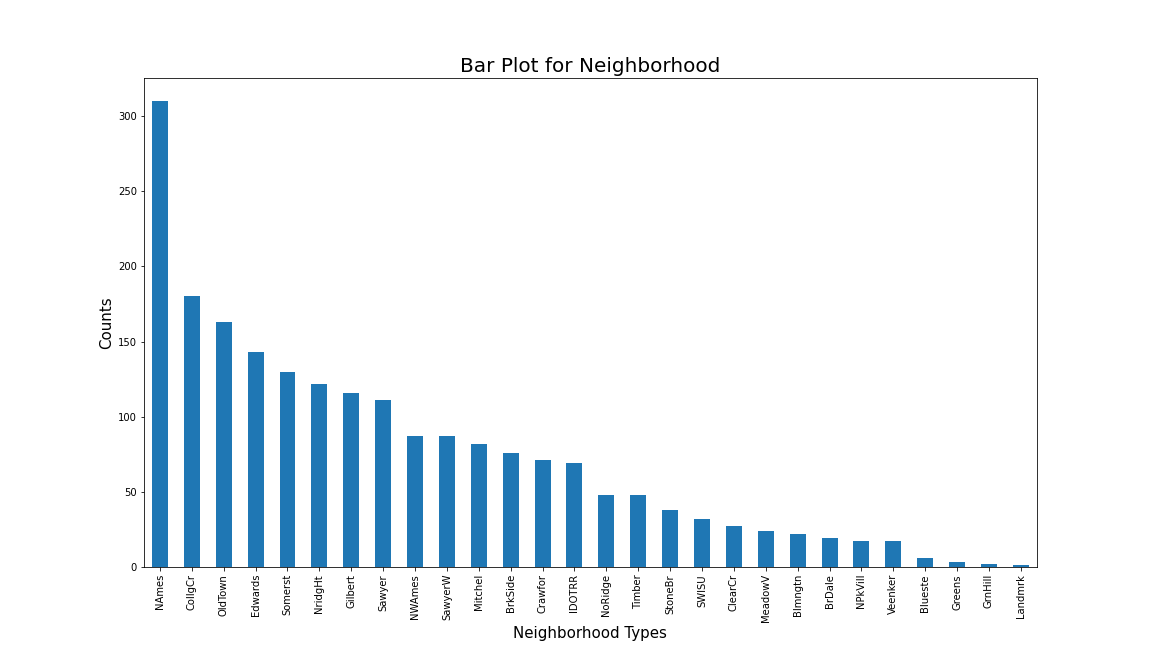 Bar Plot for Neighborhood
300
250
200
150
100
50
0
Counts
NAmes
CollgCr
OldTown
Edwards
Somerst
NridgHt
Gilbert
Sawyer
NWAmes
SawyerW
Mitchel
BrkSide
Crawfor
IDOTRR
NoRidge
Timber
StoneBr
SWISU
ClearCr
MeadowV
Blmngtn
BrDale
NPkVill
Veenker
Blueste
Greens
GrnHill
Landmrk
Neighborhood Types